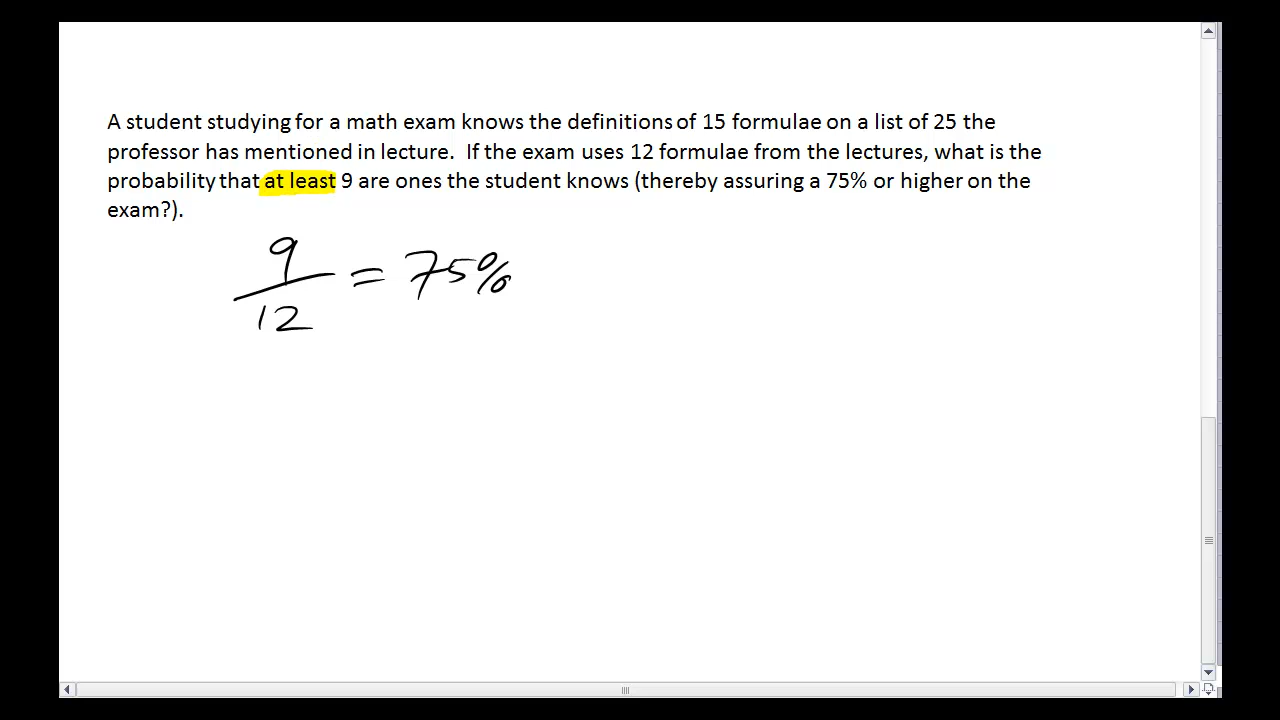 A student studying for a math exam knows the definitions of 15 formulae on a list of 25 the
professor has mentioned in lecture.  If the exam uses 12 formulae from the lectures, what is the
probability that at least 9 are ones the student knows (thereby assuring a 75% or higher on the
exam?).
9
12 = 75%